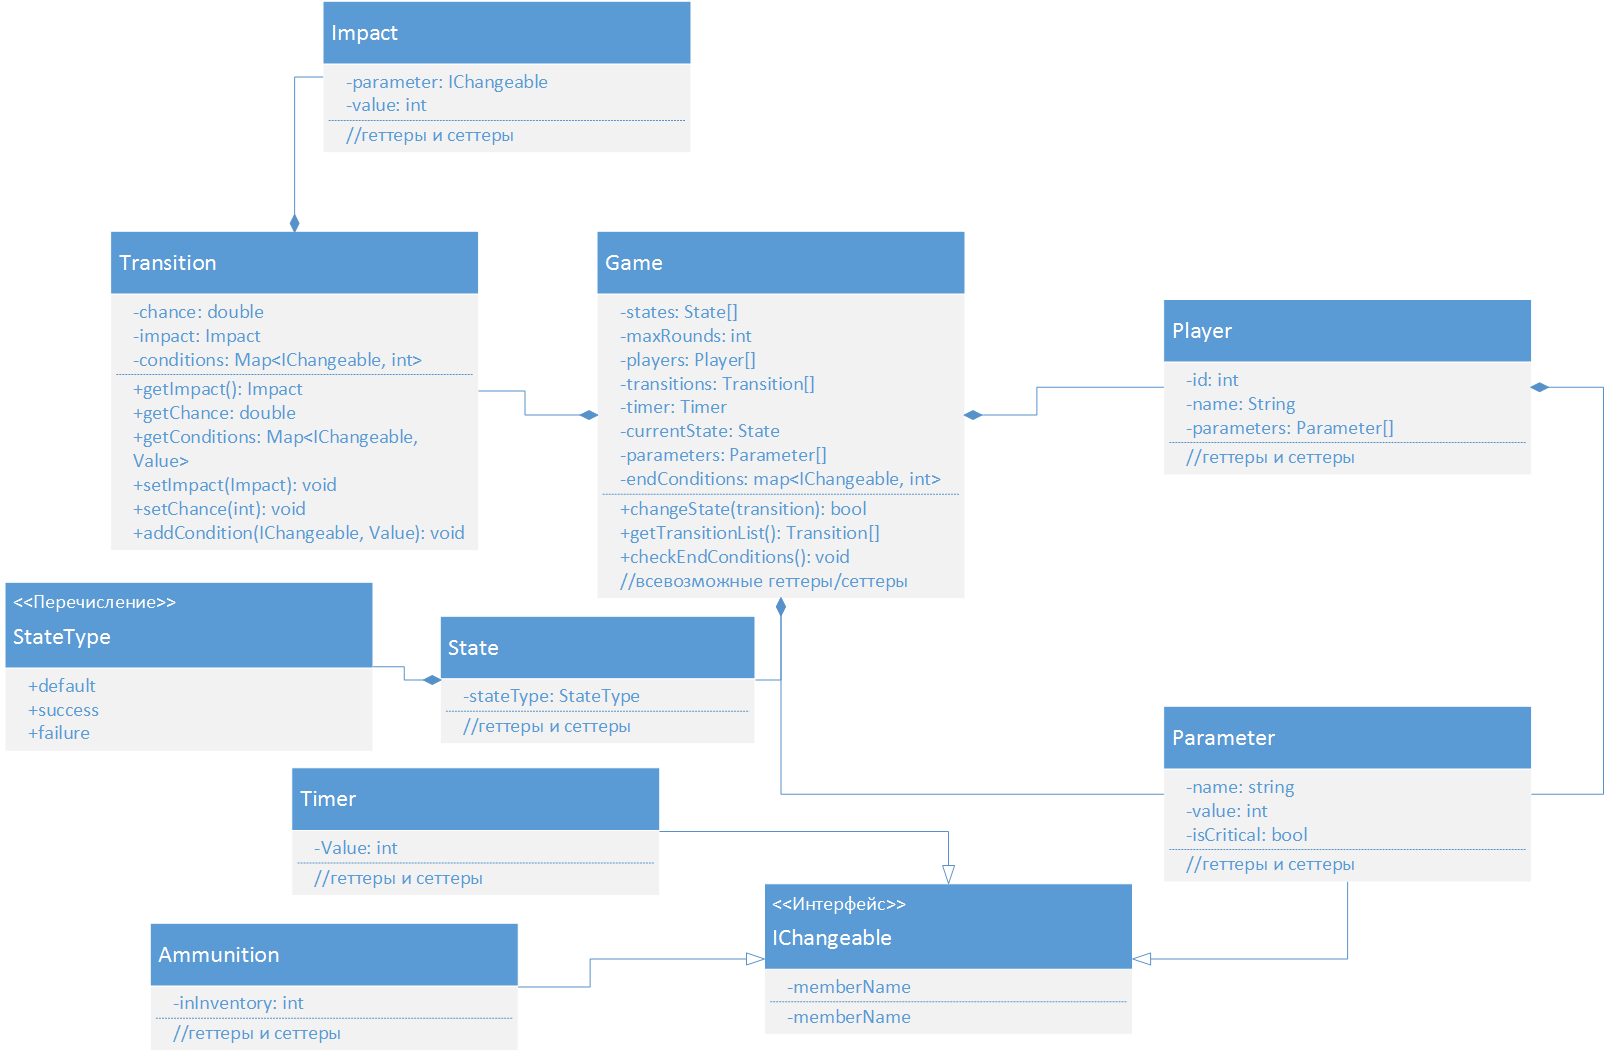 Impact
-parameter: IChangeable
-value: int
//геттеры и сеттеры
Transition
-chance: double
-impact: Impact
-conditions: Map<IChangeable, int>
+getImpact(): Impact
+getChance: double
+getConditions: Map<IChangeable,
Value>
+setImpact(Impact): void
+setChance(int): void
+addCondition(IChangeable, Value): void
Game
-states: State[]
-maxRounds: int
-players: Player[]
-transitions: Transition[]
-timer: Timer
-currentState: State
-parameters: Parameter[]
-endConditions: map<IChangeable, int>
+changeState(transition): bool
+getTransitionList(): Transition[]
+checkEndConditions(): void
//всевозможные геттеры/сеттеры
Player
-id: int
-name: String
-parameters: Parameter[]
//геттеры и сеттеры
<<Перечисление>>
StateType
+default
+success
+failure
State
-stateType: StateType
//геттеры и сеттеры
Parameter
-name: string
-value: int
-isCritical: bool
//геттеры и сеттеры
Timer
-Value: int
//геттеры и сеттеры
<<Интерфейс>>
IChangeable
-memberName
-memberName
Ammunition
-inInventory: int
//геттеры и сеттеры